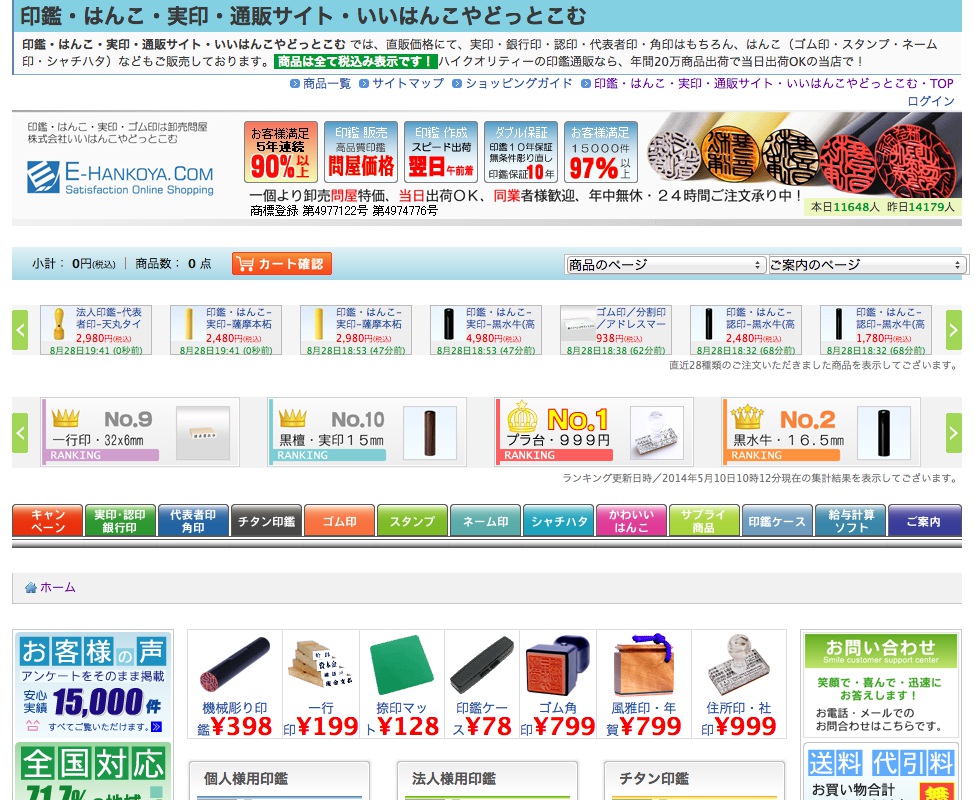 印鑑・はんこ・実印・通販サイト・いいはんこやどっとこむ
印鑑・はんこ・実印・通販サイト・いいはんこやどっとこむ では、直販価格にて、実印・銀行印・認印・代表者印・角印はもちろん、はんこ（ゴム印・スタンプ・ネーム
印・シャチハタ）などもご販売しております。 商品は全て税込み表示です！ ハイクオリティーの印鑑通販なら、年間20万商品出荷で当日出荷OKの当店で！
商品一覧 サイトマップ ショッピングガイド 印鑑・はんこ・実印・通販サイト・いいはんこやどっとこむ・TOP
ログイン
印鑑・はんこ・実印・ゴム印は卸売問屋
株式会社いいはんこやどっとこむ
E-HANKOYA.COM
Satisfaction Online Shopping
お客様満足
5年連続
90%以上
印鑑 販売
高品質印鑑
問屋価格
印鑑 作成
スピード出荷
翌日午前着
ダブル保証
印鑑１０年保証
無条件彫り直し
印鑑保証10年
お客様満足
15000件
97%以上
一個より卸売問屋特価、当日出荷ＯＫ、同業者様歓迎、年中無休・２４時間ご注文承り中！
商標登録 第4977122号 第4974776号
本日11648人 昨日14179人
小計： 0円(税込) 商品数： 0 点
カート確認
商品のページ
ご案内のページ
法人印鑑−代表
者印−天丸タイ
2,980円(税込)
8月28日19:41 (0秒前)
印鑑・はんこ−
実印−薩摩本柘
2,480円(税込)
8月28日19:41 (0秒前)
印鑑・はんこ−
実印−薩摩本柘
2,980円(税込)
8月28日18:53 (47分前)
印鑑・はんこ−
実印−黒水牛(高
4,980円(税込)
8月28日18:53 (47分前)
ゴム印／分割印
／アドレスマー
938円(税込)
8月28日18:38 (62分前)
印鑑・はんこ−
認印−黒水牛(高
2,480円(税込)
8月28日18:32 (68分前)
印鑑・はんこ−
認印−黒水牛(高
1,780円(税込)
8月28日18:32 (68分前)
直近28種類のご注文いただきました商品を表示してございます。
No.9
一行印・32x6mm
RANKING
No.10
黒檀・実印１５mm
RANKING
No.1
プラ台・９９９円
RANKING
No.2
黒水牛・１６.５mm
RANKING
ランキング更新日時／2014年5月10日10時12分現在の集計結果を表示してございます。
キャンペーン
実印・認印
銀行印
代表者印
角印
チタン印鑑
ゴム印
スタンプ
ネーム印
シャチハタ
かわいい
はんこ
サプライ
商品
印鑑ケース
給与計算
ソフト
ご案内
ホーム
お客様の声
アンケートをそのまま掲載
安心
実績 15,000件
すべてご覧いただけます。
全国対応
71.7%の地域
機械彫り印
鑑¥398
一行
印¥199
捺印マッ
ト¥128
印鑑ケー
ス¥78
ゴム角
印¥799
風雅印・年
賀¥799
住所印・社
印¥999
個人様用印鑑
法人様用印鑑
チタン印鑑
お問い合わせ
Smile customer support center
笑顔で・喜んで・迅速に
お答えします！
お電話・メールでの
お問合わせはこちらです。
送料 代引料
お買い物合計